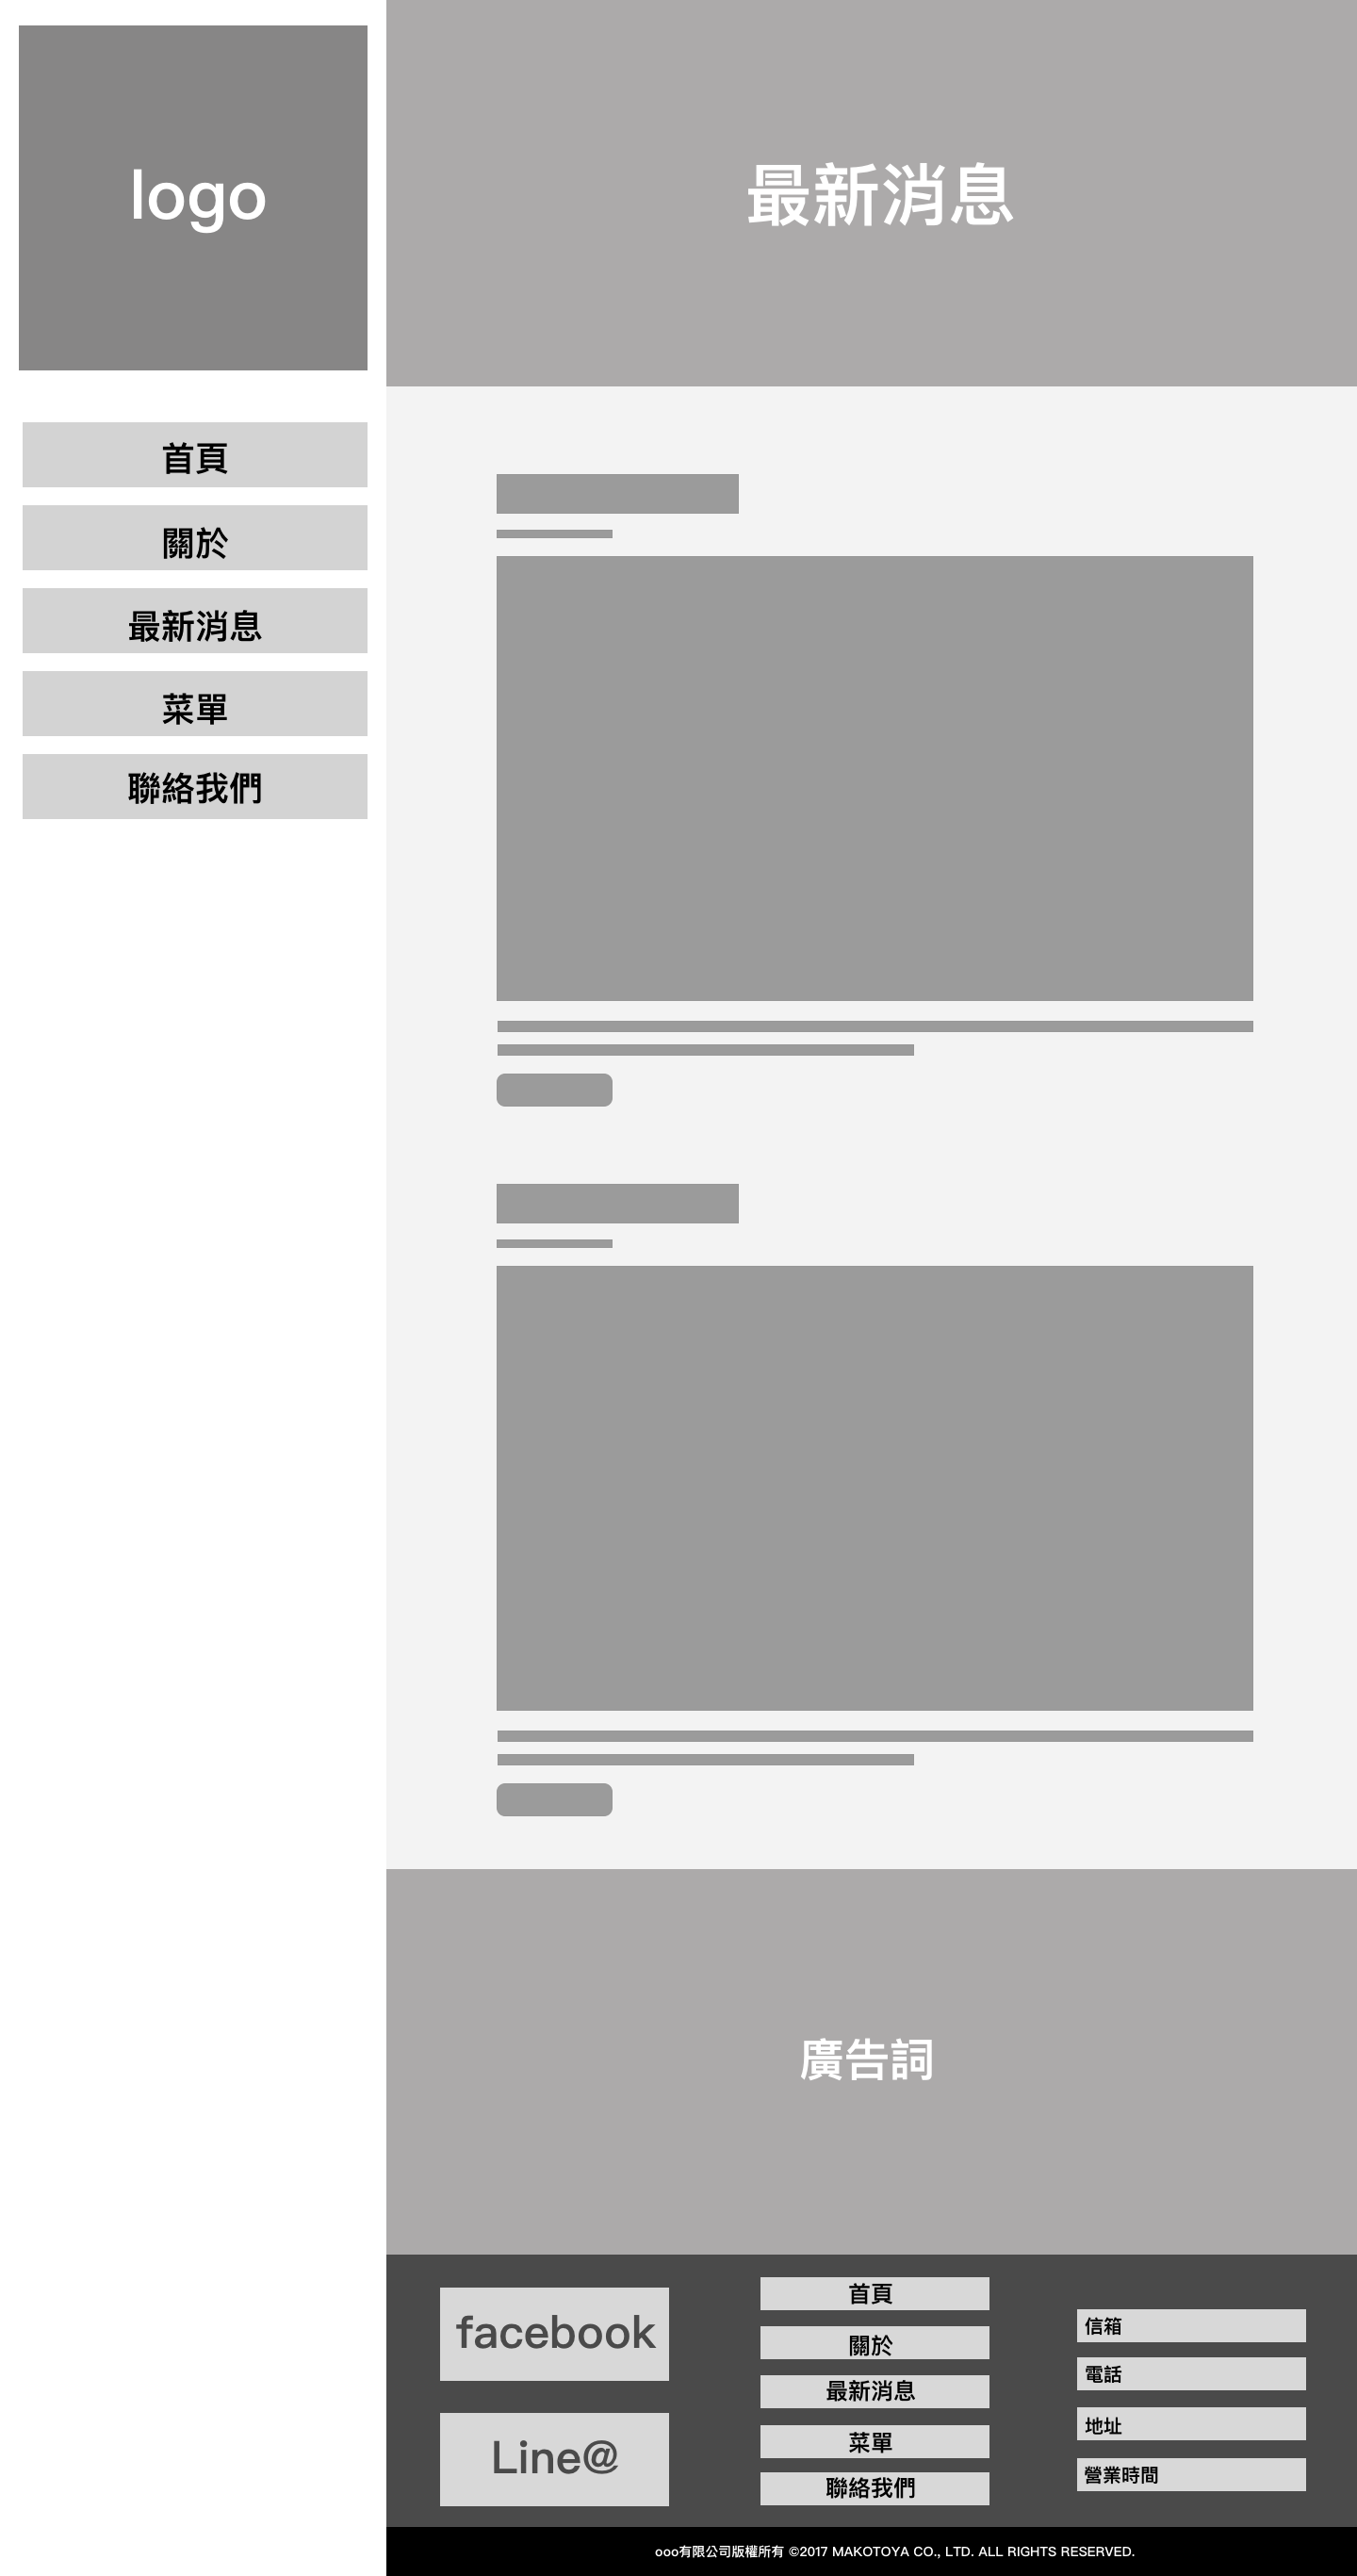 logo
首頁
關於
最新消息
菜單
聯絡我們
最新消息
廣告詞
facebook
Line@
首頁
關於
最新消息
菜單
聯絡我們
信箱
電話
地址
營業時間
ooo有限公司版權所有 ©2017 MAKOTOYA CO., LTD. ALL RIGHTS RESERVED.